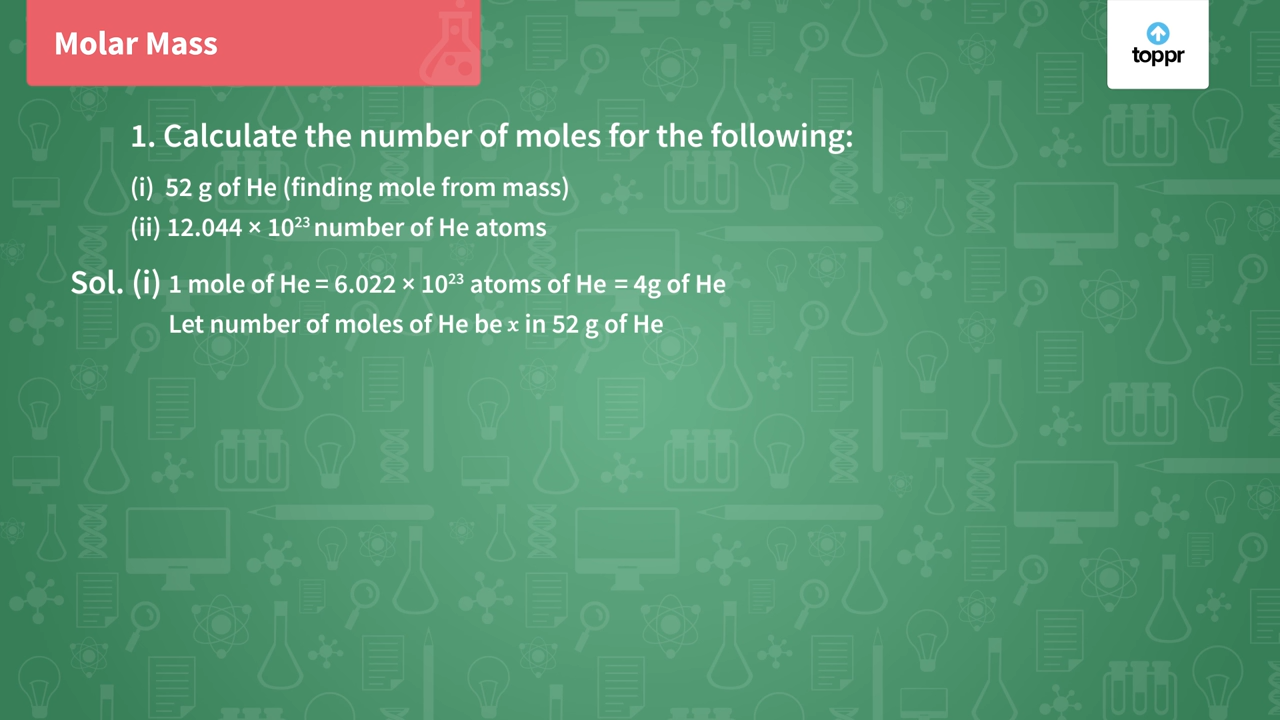 Molar Mass
toppr
1. Calculate the number of moles for the following:
(i) 52 g of He (finding mole from mass)
(ii) 12.044 × 10²³ number of He atoms
Sol. (i) 1 mole of He = 6.022 × 10²³ atoms of He = 4g of He
Let number of moles of He be x in 52 g of He